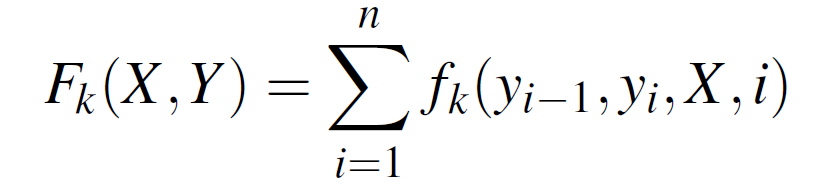 F_k(X,Y) = \sum_{i=1}^{n} f_k(y_{i-1}, y_i, X, i)